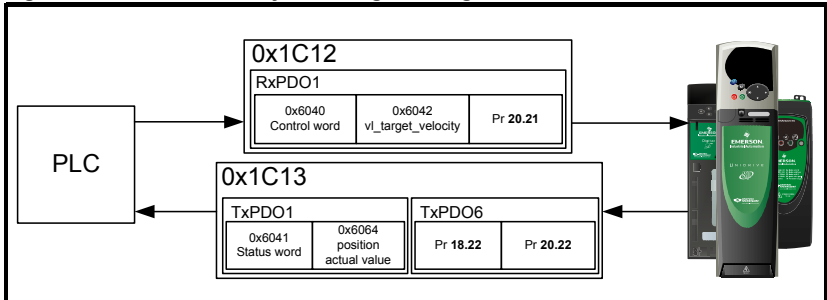 PLC
0x1C12
RxPDO1
0x6040
Control word
0x6042
vl_target_velocity
Pr 20.21
0x1C13
TxPDO1
0x6041
Status word
0x6064
position
actual value
TxPDO6
Pr 18.22
Pr 20.22
EMERSON
UNIDRIVE